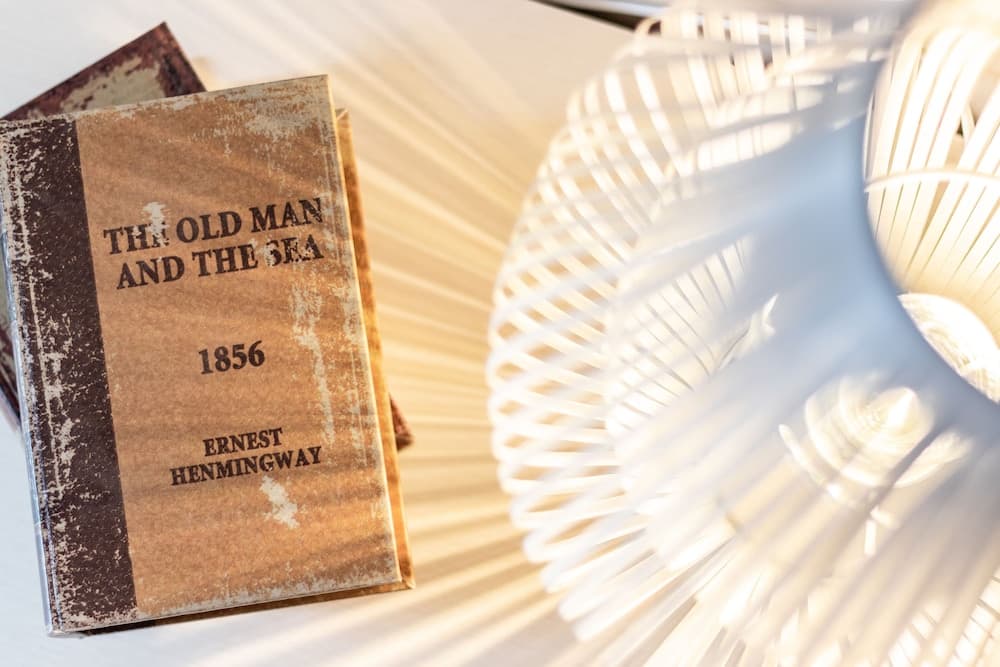 THE OLD MAN
AND THE SEA
1856
ERNEST
HENMINGWAY